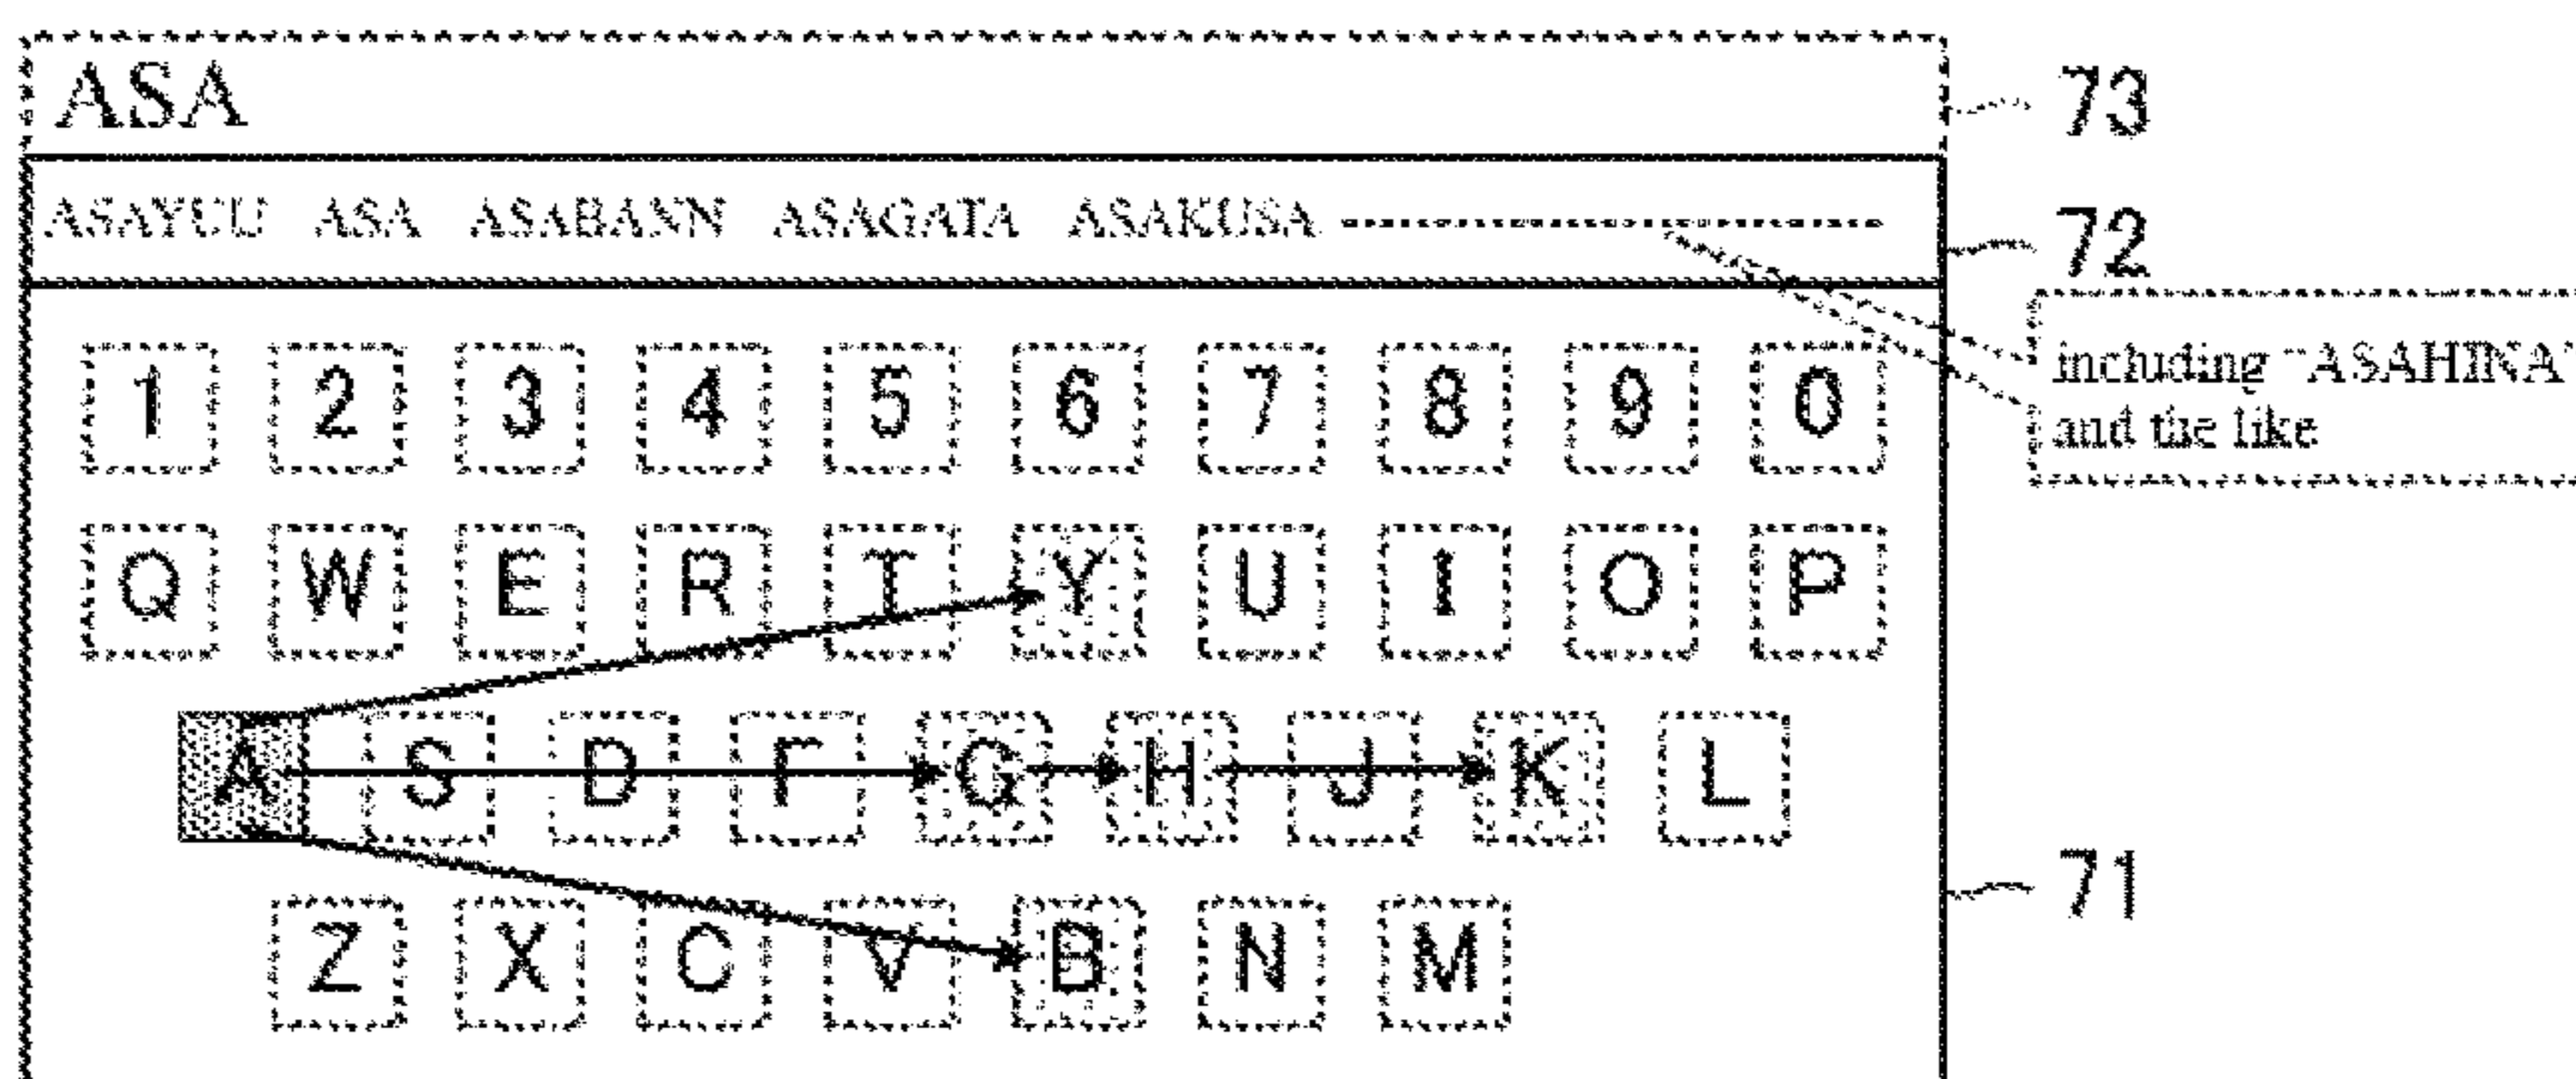 ASA
73
ASAYUU ASA ASABANN ASAGATA ASAKUSA
72
including "ASAHINA"
and the like
1 2 3 4 5 6 7 8 9 0
Q W E R T Y U I O P
A S D F G H J K L
71
Z X C V B N M